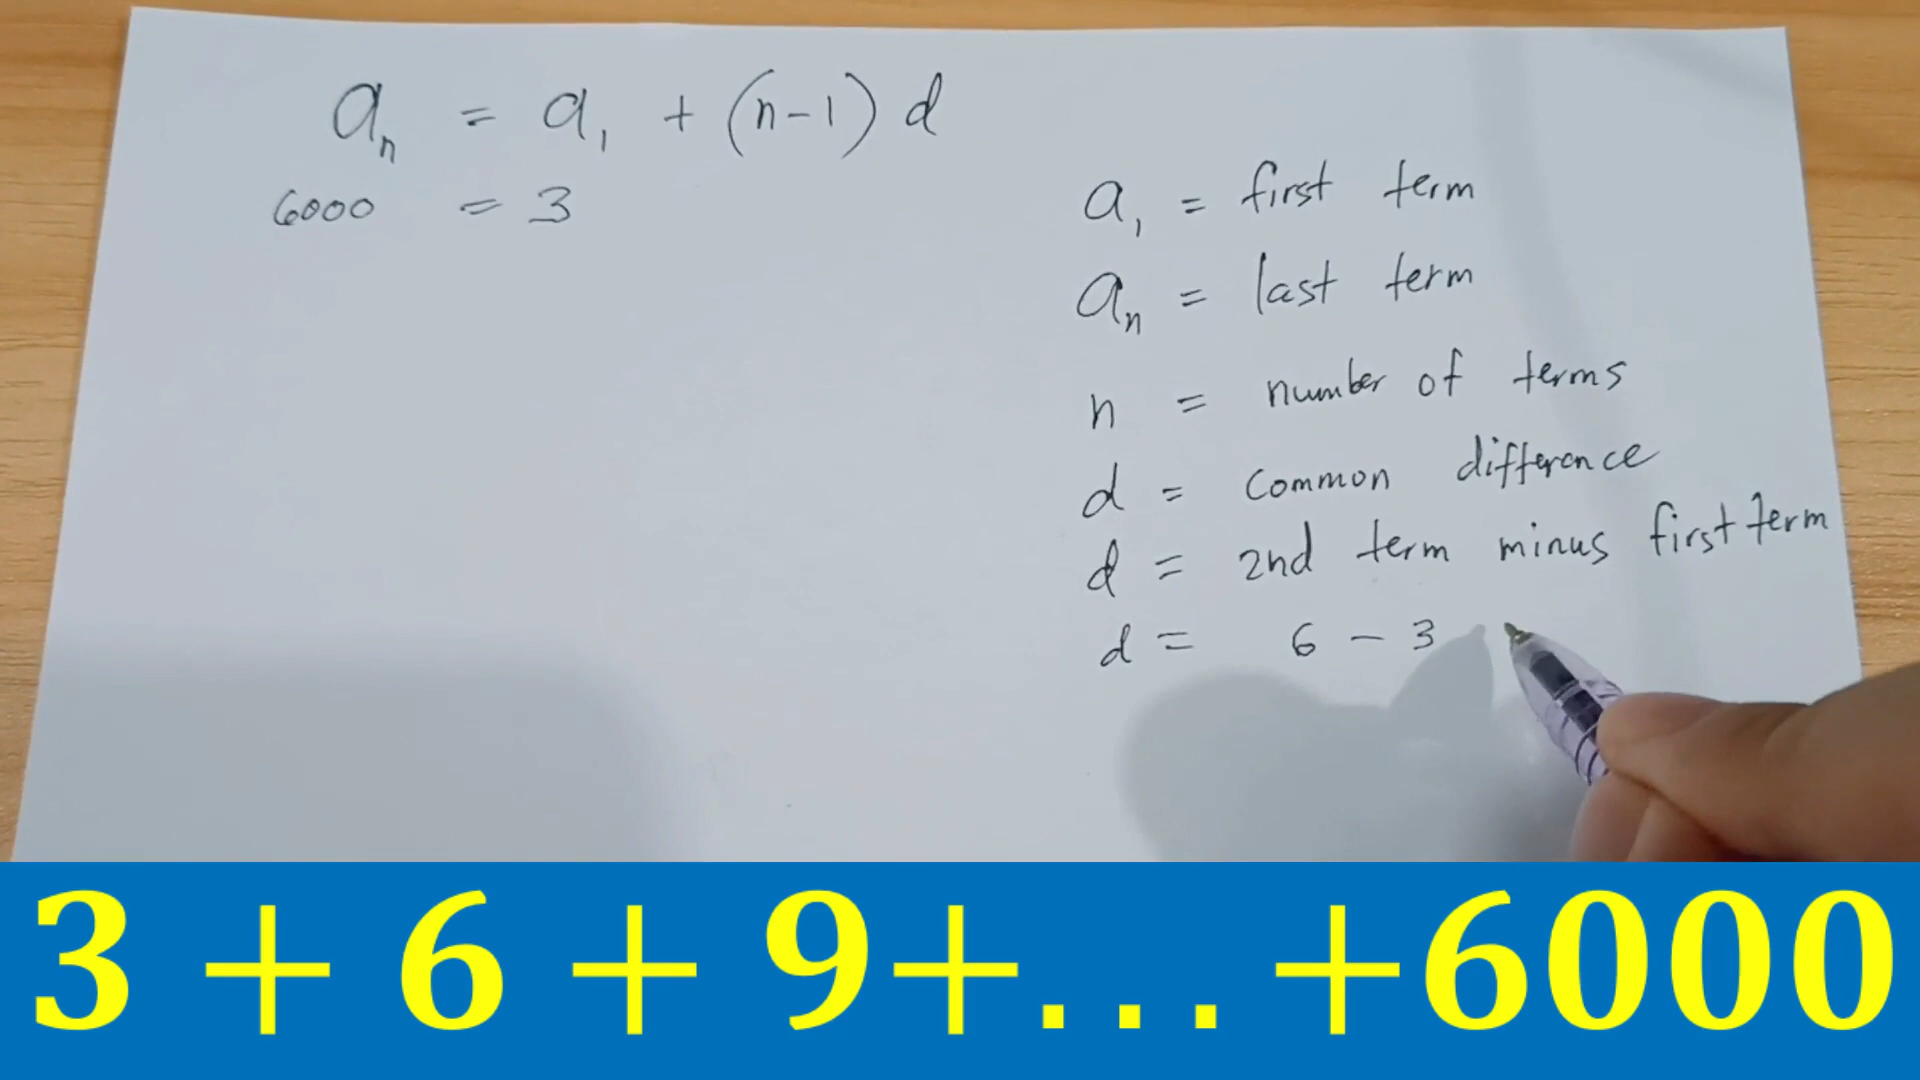 aₙ = a₁ + (n-1) d
6000 = 3
a₁ = first term
aₙ = last term
n = number of terms
d = common difference
d = 2nd term minus first term
d = 6 - 3
3 + 6 + 9+. . . +6000